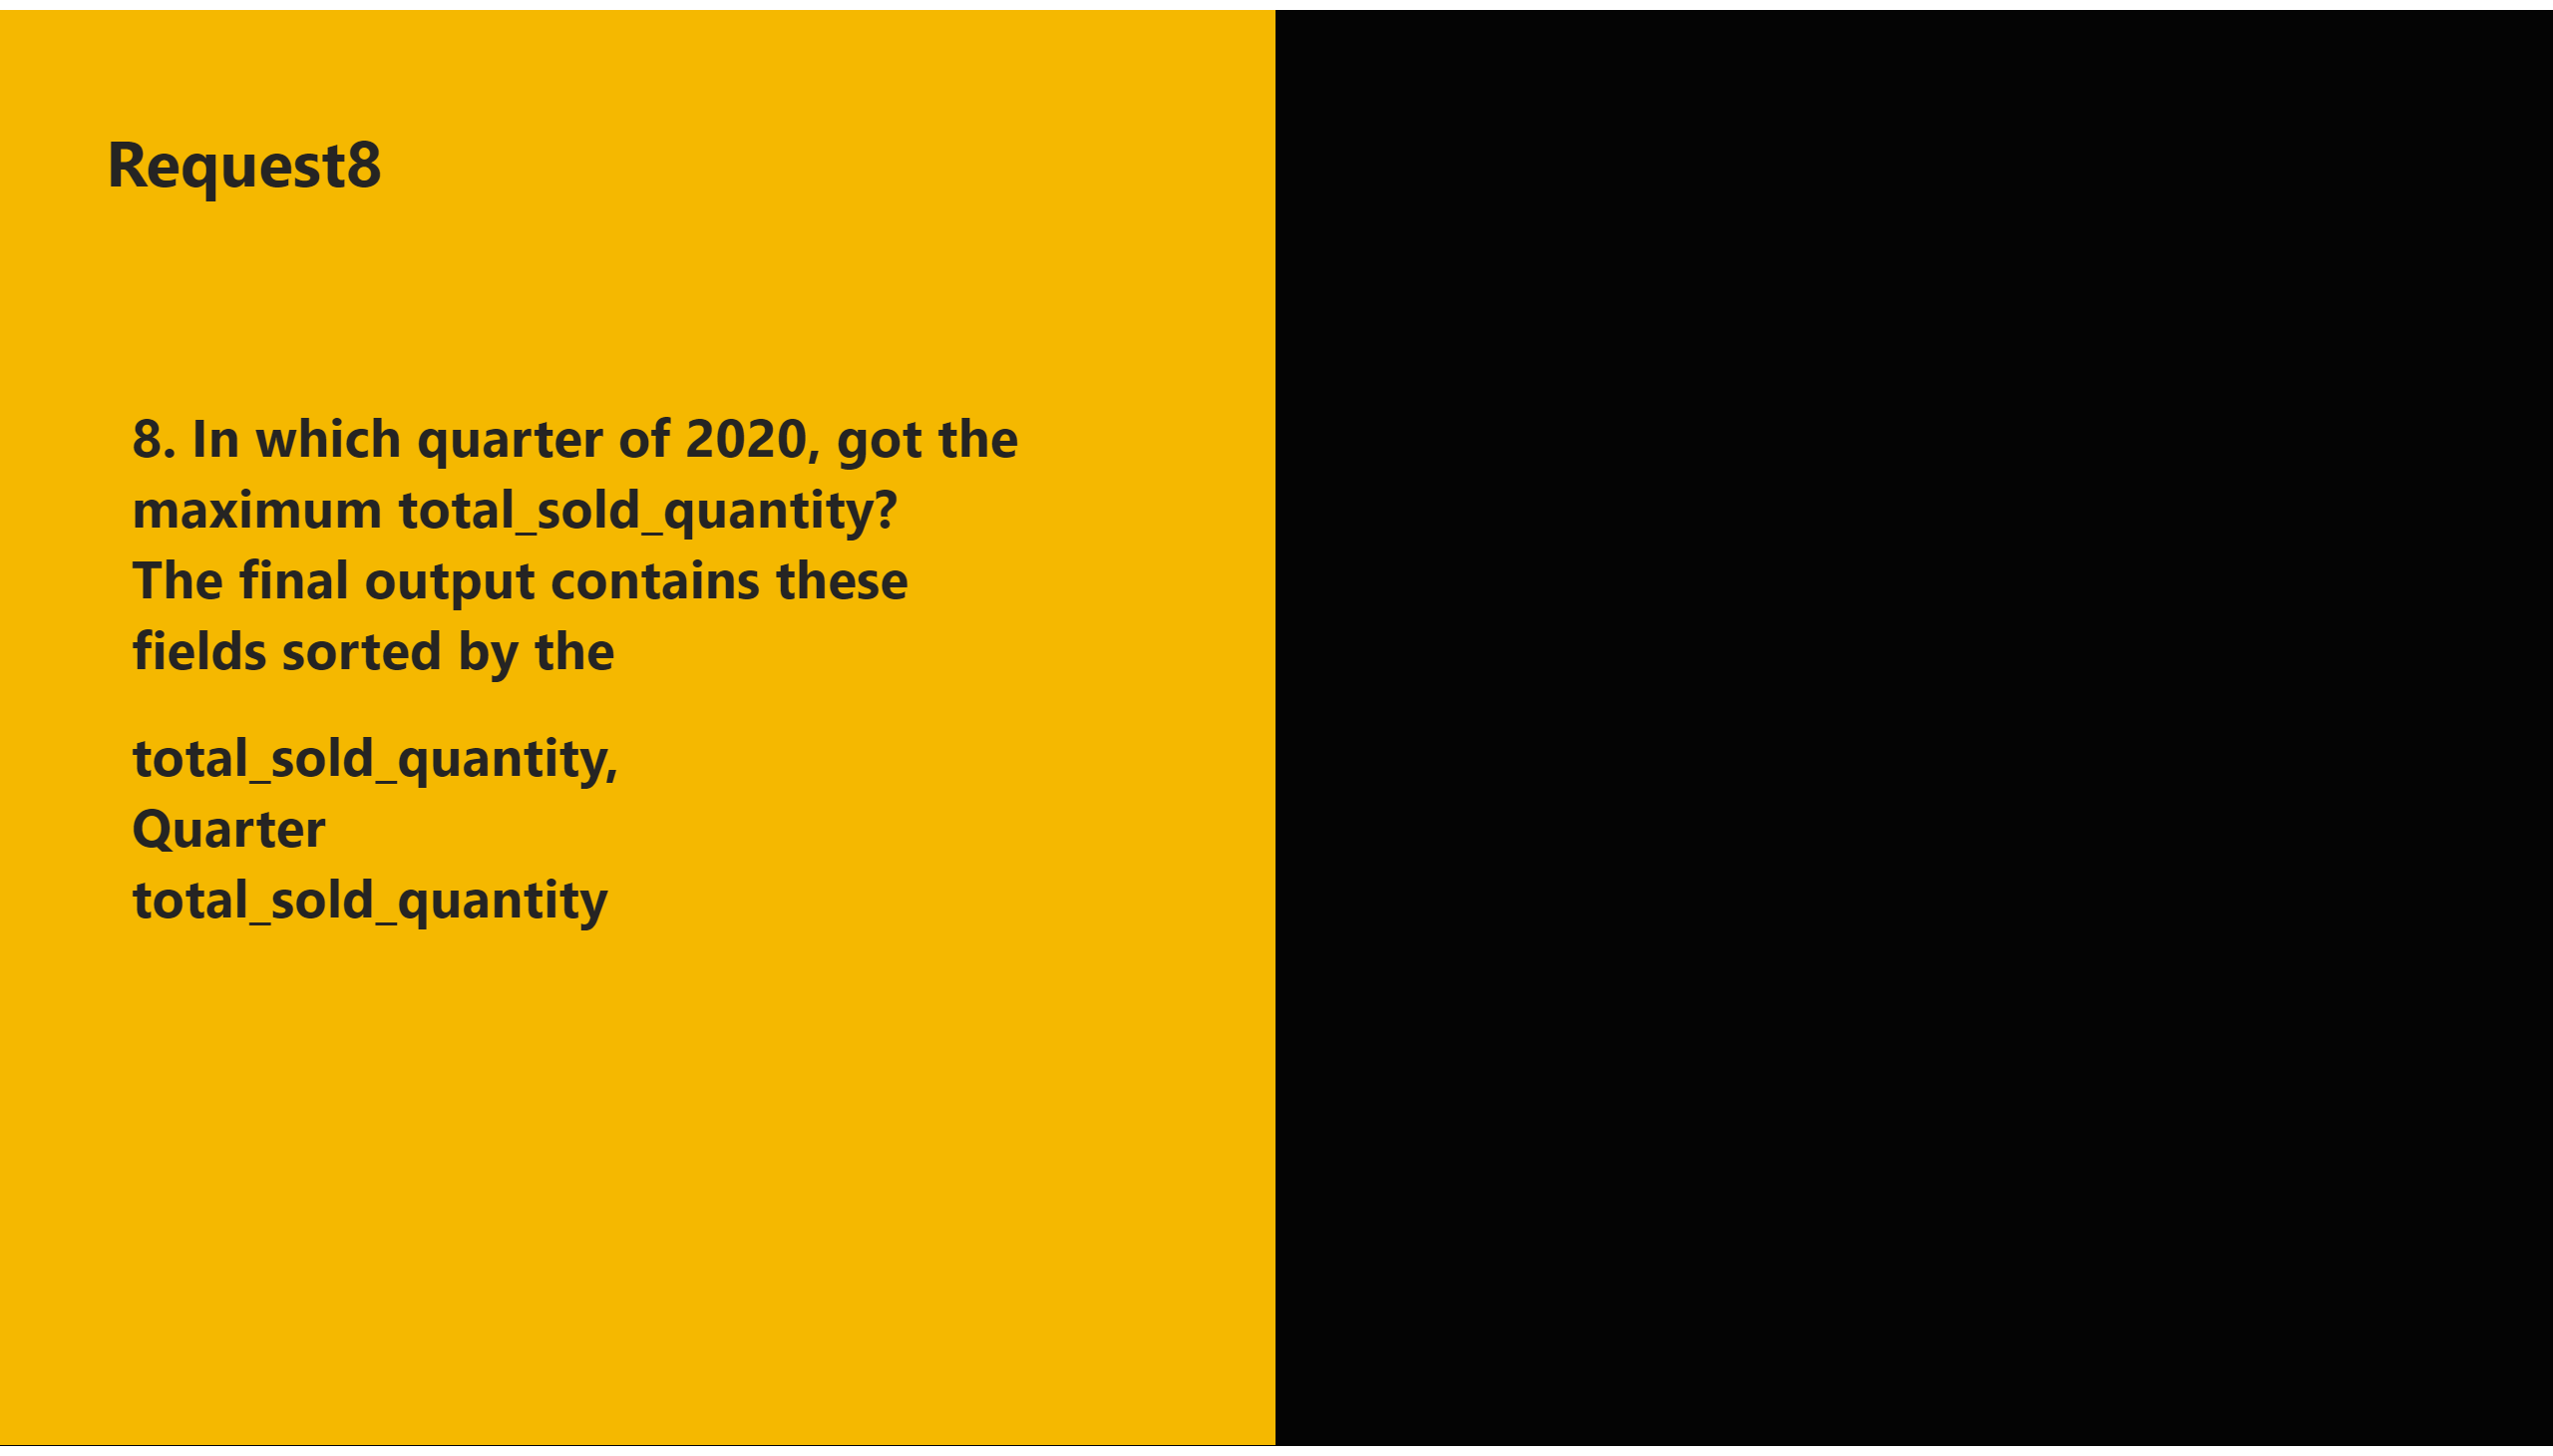 Request8
8. In which quarter of 2020, got the
maximum total_sold_quantity?
The final output contains these
fields sorted by the
total_sold_quantity,
Quarter
total_sold_quantity